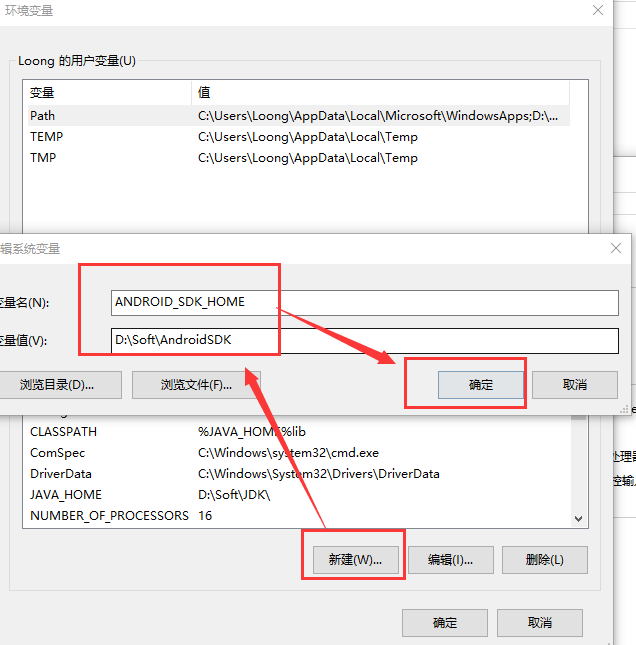 环境变量
Loong 的用户变量(U)
变量 值
Path C:\Users\Loong\AppData\Local\Microsoft\WindowsApps;D:\...
TEMP C:\Users\Loong\AppData\Local\Temp
TMP C:\Users\Loong\AppData\Local\Temp
辑系统变量
变量名(N): ANDROID_SDK_HOME
变量值(V): D:\Soft\AndroidSDK
浏览目录(D)... 浏览文件(F)... 确定 取消
CLASSPATH %JAVA_HOME%lib
ComSpec C:\Windows\system32\cmd.exe
DriverData C:\Windows\System32\Drivers\DriverData
JAVA_HOME D:\Soft\JDK\
NUMBER_OF_PROCESSORS 16
新建(W)... 编辑(I)... 删除(L)
确定 取消
处理器
控输